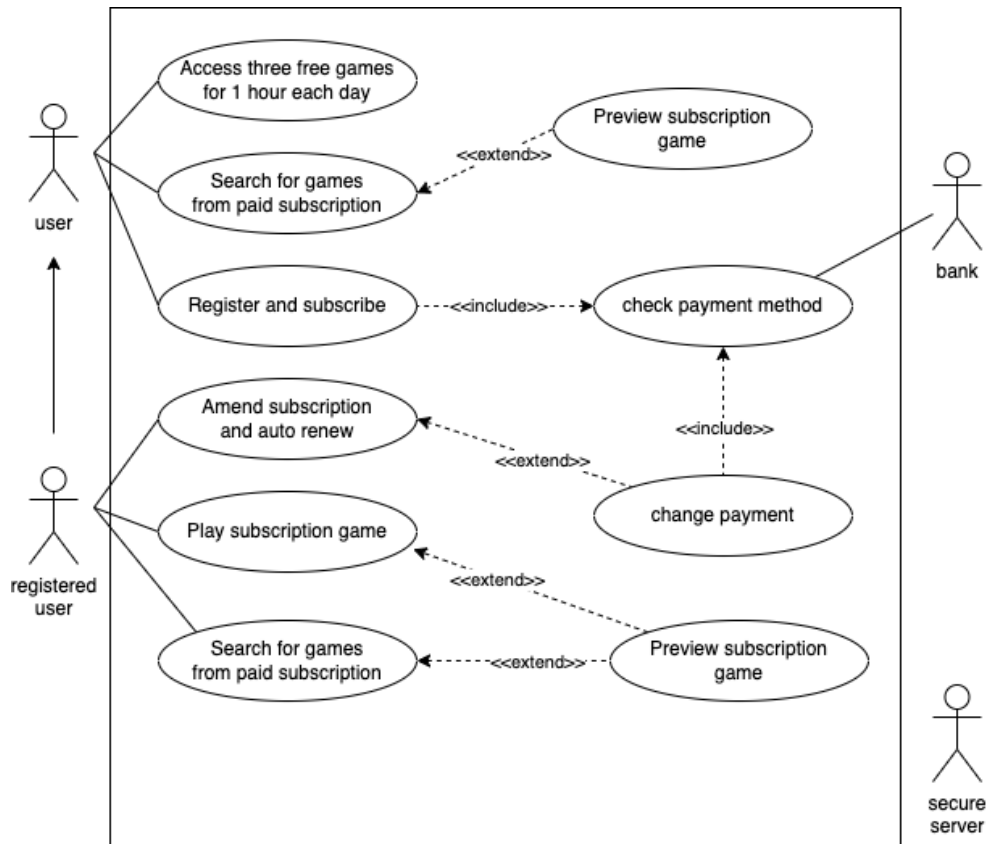 Access three free games
for 1 hour each day
Preview subscription
game
<<extend>>
user
Search for games
from paid subscription
bank
Register and subscribe
<<include>>
check payment method
Amend subscription
and auto renew
<<include>>
<<extend>>
change payment
Play subscription game
registered
user
<<extend>>
Search for games
from paid subscription
<<extend>>
Preview subscription
game
secure
server